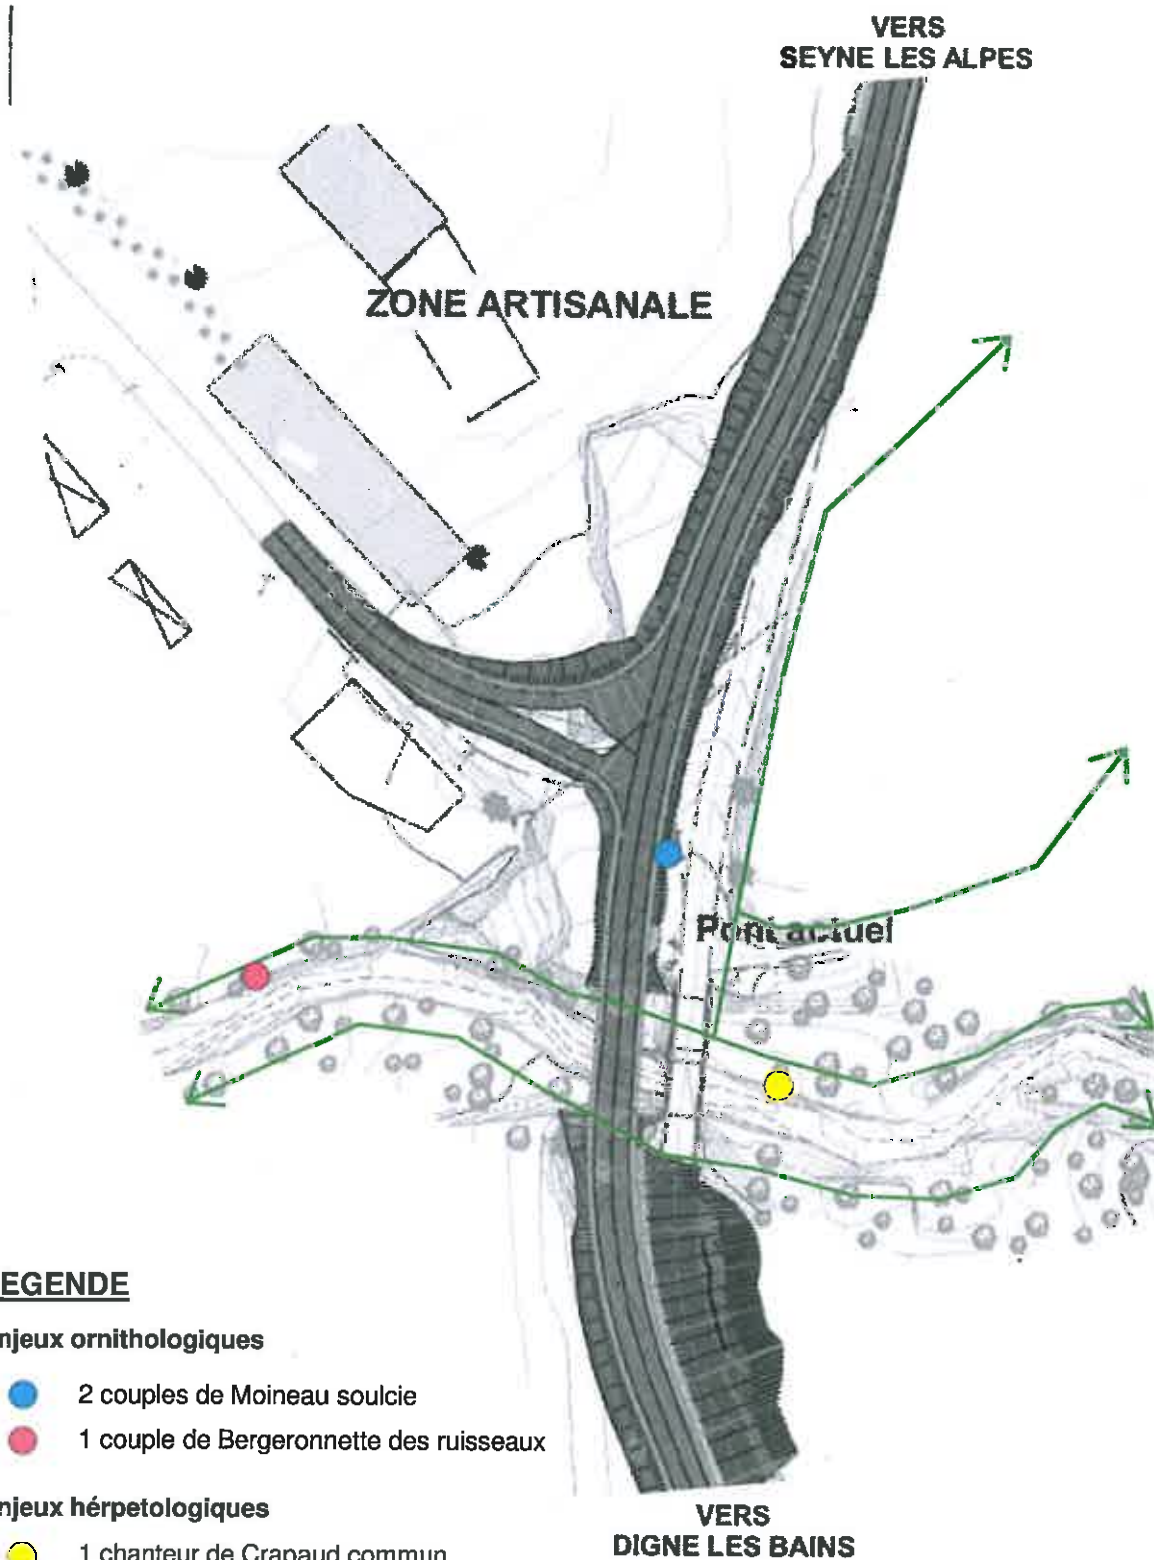 VERS
SEYNE LES ALPES
ZONE ARTISANALE
Pont actuel
EGENDE
njeux ornithologiques
2 couples de Moineau soulcie
1 couple de Bergeronnette des ruisseaux
njeux hérpetologiques
1 chanteur de Crapaud commun
VERS
DIGNE LES BAINS